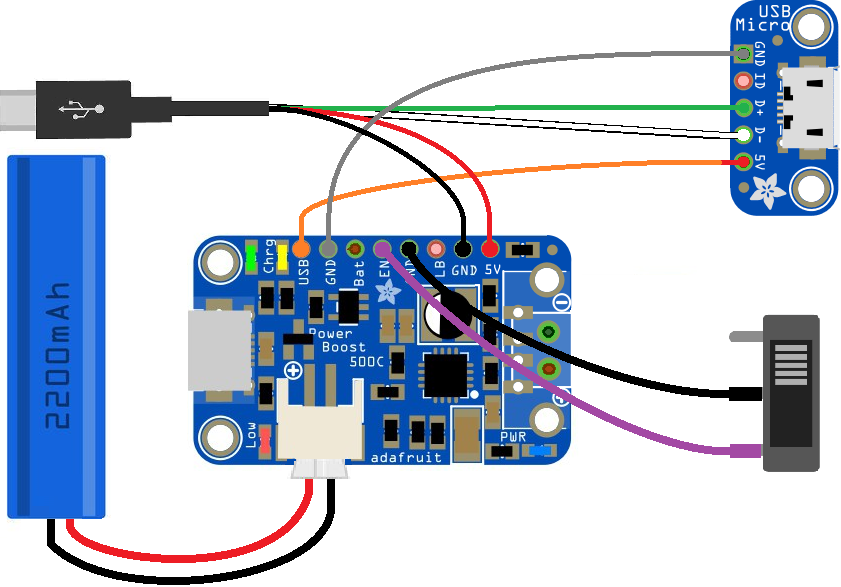 USB
Micro
GND
ID
D+
D-
5V
2200mAh
Chrg
USB
GND
Bat
EN
LB
GND
5V
Power
Boost
500C
Low
adafruit
PWR